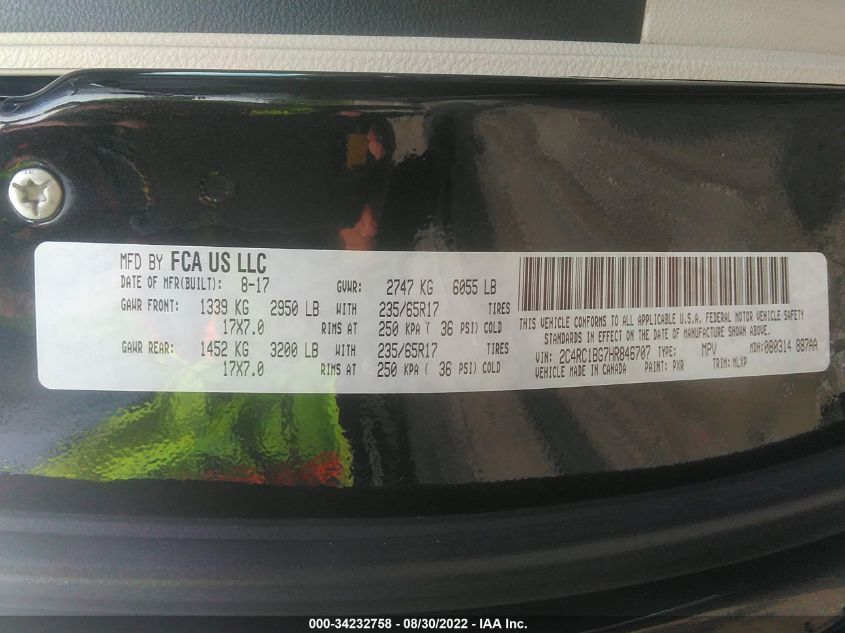 MFD BY FCA US LLC
DATE OF MFR(BUILT): 8-17 GVWR: 2747 KG 6055 LB
GAWR FRONT: 1339 KG 2950 LB WITH 235/65R17 TIRES
17X7.0 RIMS AT 250 KPA ( 36 PSI) COLD
GAWR REAR: 1452 KG 3200 LB WITH 235/65R17 TIRES
17X7.0 RIMS AT 250 KPA ( 36 PSI) COLD
THIS VEHICLE CONFORMS TO ALL APPLICABLE U.S.A. FEDERAL MOTOR VEHICLE SAFETY
STANDARDS IN EFFECT ON THE DATE OF MANUFACTURE SHOWN ABOVE.
VIN: 2C4RC1BG7HR846707 TYPE: MPV MDH: 080314 887AA
VEHICLE MADE IN CANADA PAINT: PXR TRIM: MLXP
000-34232758 - 08/30/2022 - IAA Inc.